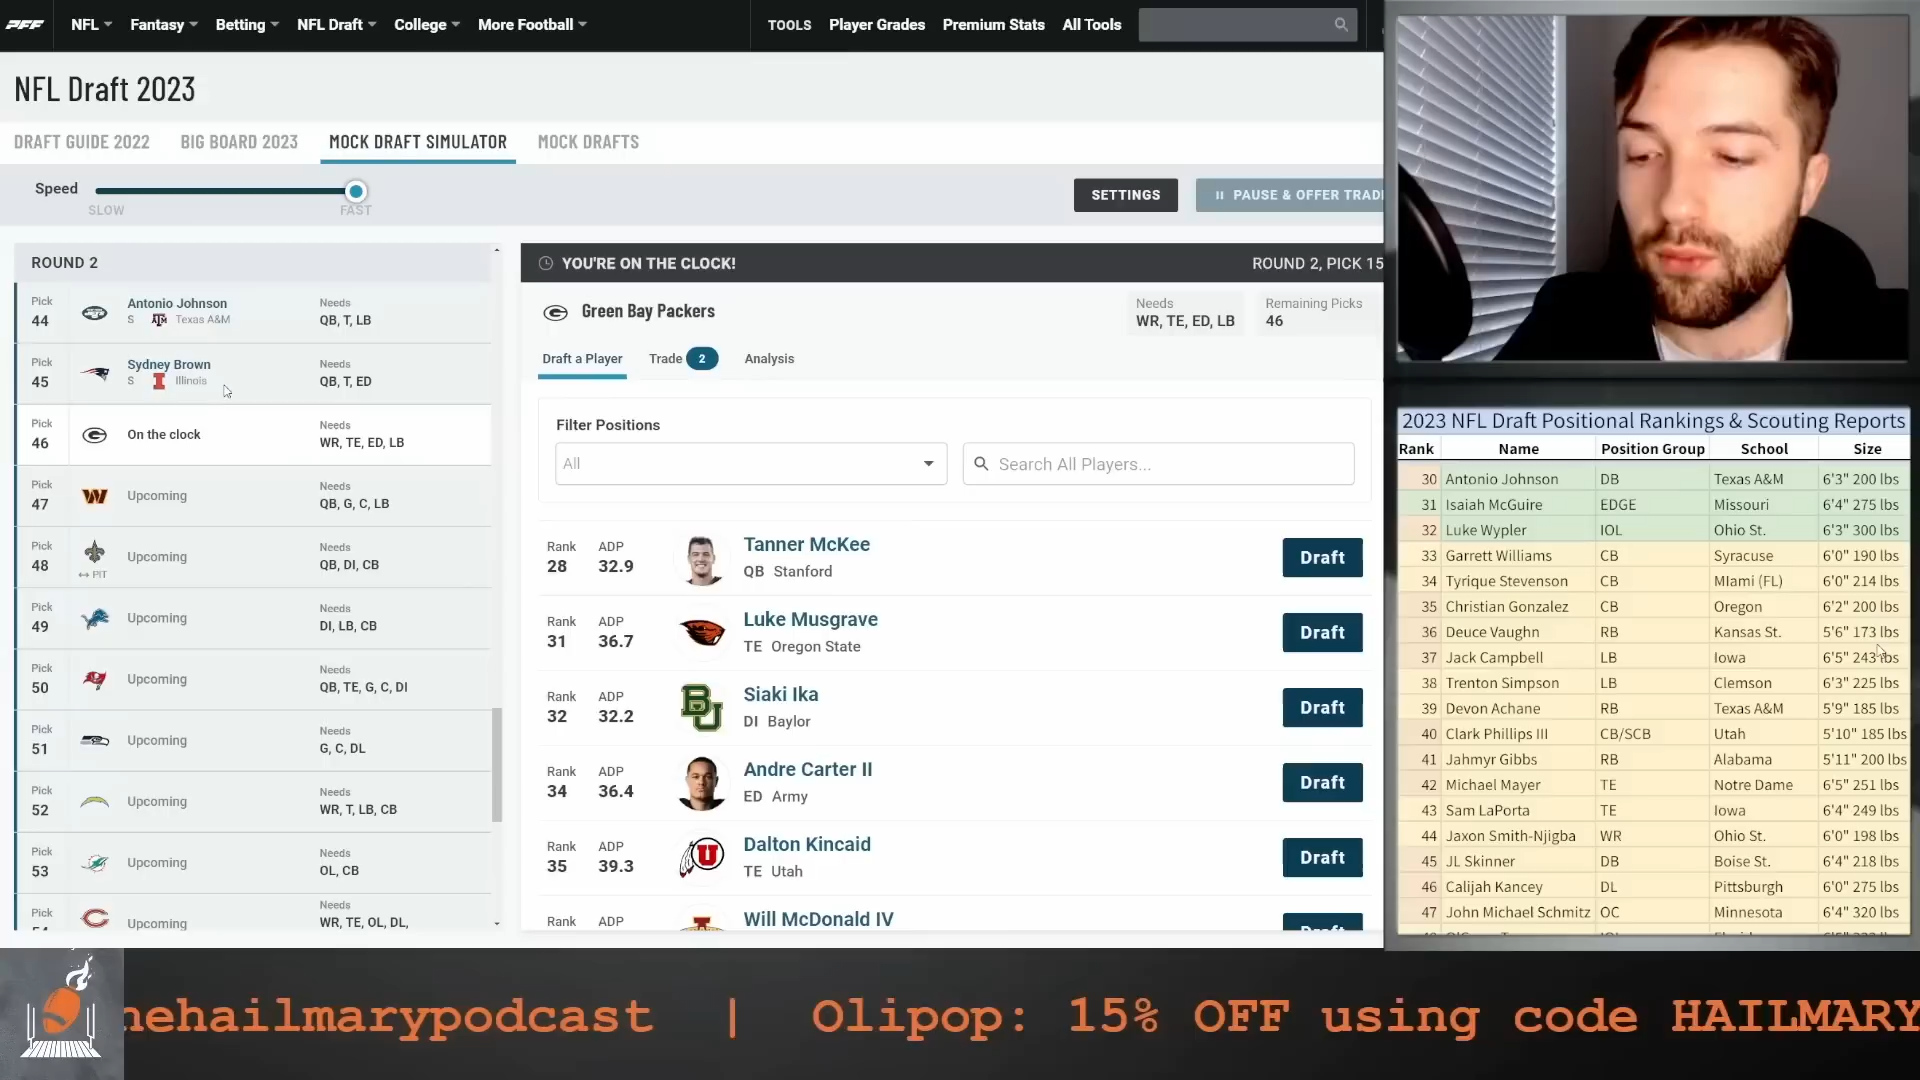 PFF NFL Fantasy Betting NFL Draft College More Football TOOLS Player Grades Premium Stats All Tools
NFL Draft 2023
DRAFT GUIDE 2022 BIG BOARD 2023 MOCK DRAFT SIMULATOR MOCK DRAFTS
Speed
SLOW FAST
SETTINGS
PAUSE & OFFER TRAD
ROUND 2
Pick 44
Antonio Johnson
S Texas A&M
Needs
QB, T, LB
Pick 45
Sydney Brown
S Illinois
Needs
QB, T, ED
Pick 46
On the clock
Needs
WR, TE, ED, LB
Pick 47
Upcoming
Needs
QB, G, C, LB
Pick 48
↔ PIT
Upcoming
Needs
QB, DI, CB
Pick 49
Upcoming
Needs
DI, LB, CB
Pick 50
Upcoming
Needs
QB, TE, G, C, DI
Pick 51
Upcoming
Needs
G, C, DL
Pick 52
Upcoming
Needs
WR, T, LB, CB
Pick 53
Upcoming
Needs
OL, CB
Pick
Upcoming
Needs
WR, TE, OL, DL,
YOU'RE ON THE CLOCK!
ROUND 2, PICK 15
Green Bay Packers
Needs
WR, TE, ED, LB
Remaining Picks
46
Draft a Player Trade 2 Analysis
Filter Positions
All
Search All Players...
Rank 28 ADP 32.9
Tanner McKee
QB Stanford
Draft
Rank 31 ADP 36.7
Luke Musgrave
TE Oregon State
Draft
Rank 32 ADP 32.2
Siaki Ika
DI Baylor
Draft
Rank 34 ADP 36.4
Andre Carter II
ED Army
Draft
Rank 35 ADP 39.3
Dalton Kincaid
TE Utah
Draft
Rank ADP
Will McDonald IV
Draft
2023 NFL Draft Positional Rankings & Scouting Reports
Rank Name Position Group School Size
30 Antonio Johnson DB Texas A&M 6'3" 200 lbs
31 Isaiah McGuire EDGE Missouri 6'4" 275 lbs
32 Luke Wypler IOL Ohio St. 6'3" 300 lbs
33 Garrett Williams CB Syracuse 6'0" 190 lbs
34 Tyrique Stevenson CB MIami (FL) 6'0" 214 lbs
35 Christian Gonzalez CB Oregon 6'2" 200 lbs
36 Deuce Vaughn RB Kansas St. 5'6" 173 lbs
37 Jack Campbell LB Iowa 6'5" 243 lbs
38 Trenton Simpson LB Clemson 6'3" 225 lbs
39 Devon Achane RB Texas A&M 5'9" 185 lbs
40 Clark Phillips III CB/SCB Utah 5'10" 185 lbs
41 Jahmyr Gibbs RB Alabama 5'11" 200 lbs
42 Michael Mayer TE Notre Dame 6'5" 251 lbs
43 Sam LaPorta TE Iowa 6'4" 249 lbs
44 Jaxon Smith-Njigba WR Ohio St. 6'0" 198 lbs
45 JL Skinner DB Boise St. 6'4" 218 lbs
46 Calijah Kancey DL Pittsburgh 6'0" 275 lbs
47 John Michael Schmitz OC Minnesota 6'4" 320 lbs
hehailmarypodcast | Olipop: 15% OFF using code HAILMARY